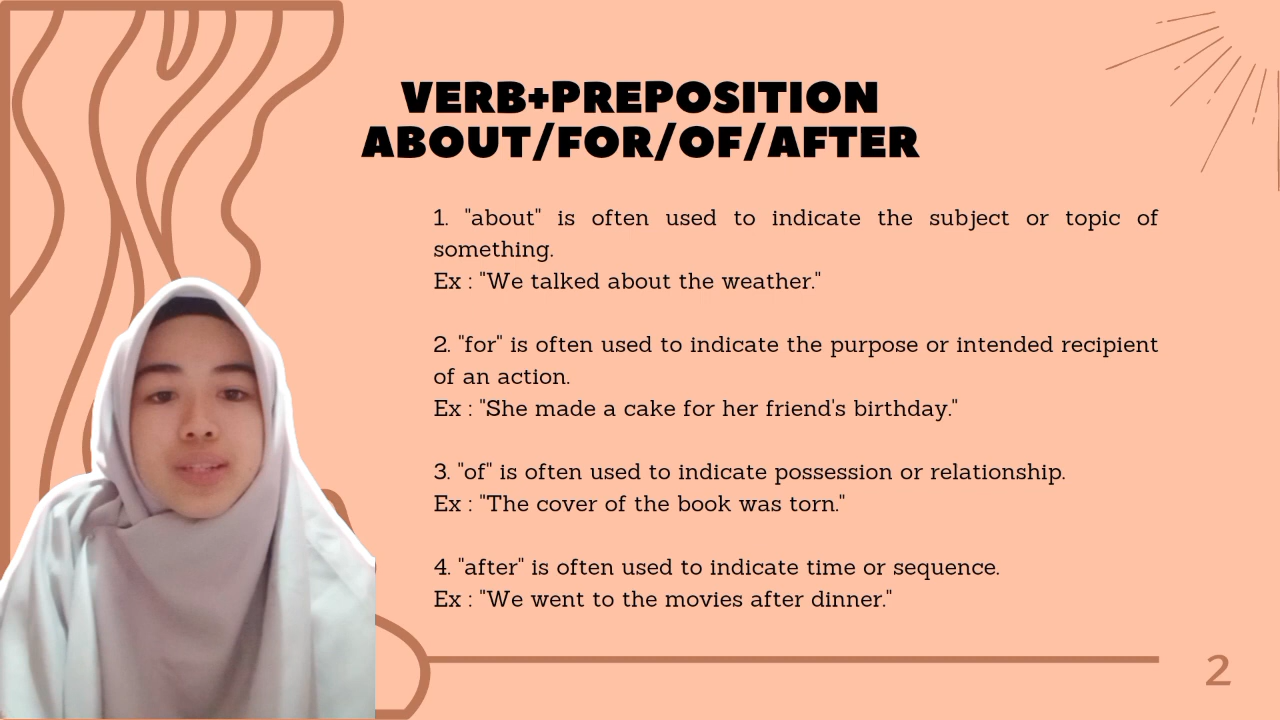 VERB+PREPOSITION
ABOUT/FOR/OF/AFTER
1. "about" is often used to indicate the subject or topic of
something.
Ex : "We talked about the weather."
2. "for" is often used to indicate the purpose or intended recipient
of an action.
Ex : "She made a cake for her friend's birthday."
3. "of" is often used to indicate possession or relationship.
Ex : "The cover of the book was torn."
4. "after" is often used to indicate time or sequence.
Ex : "We went to the movies after dinner."
2